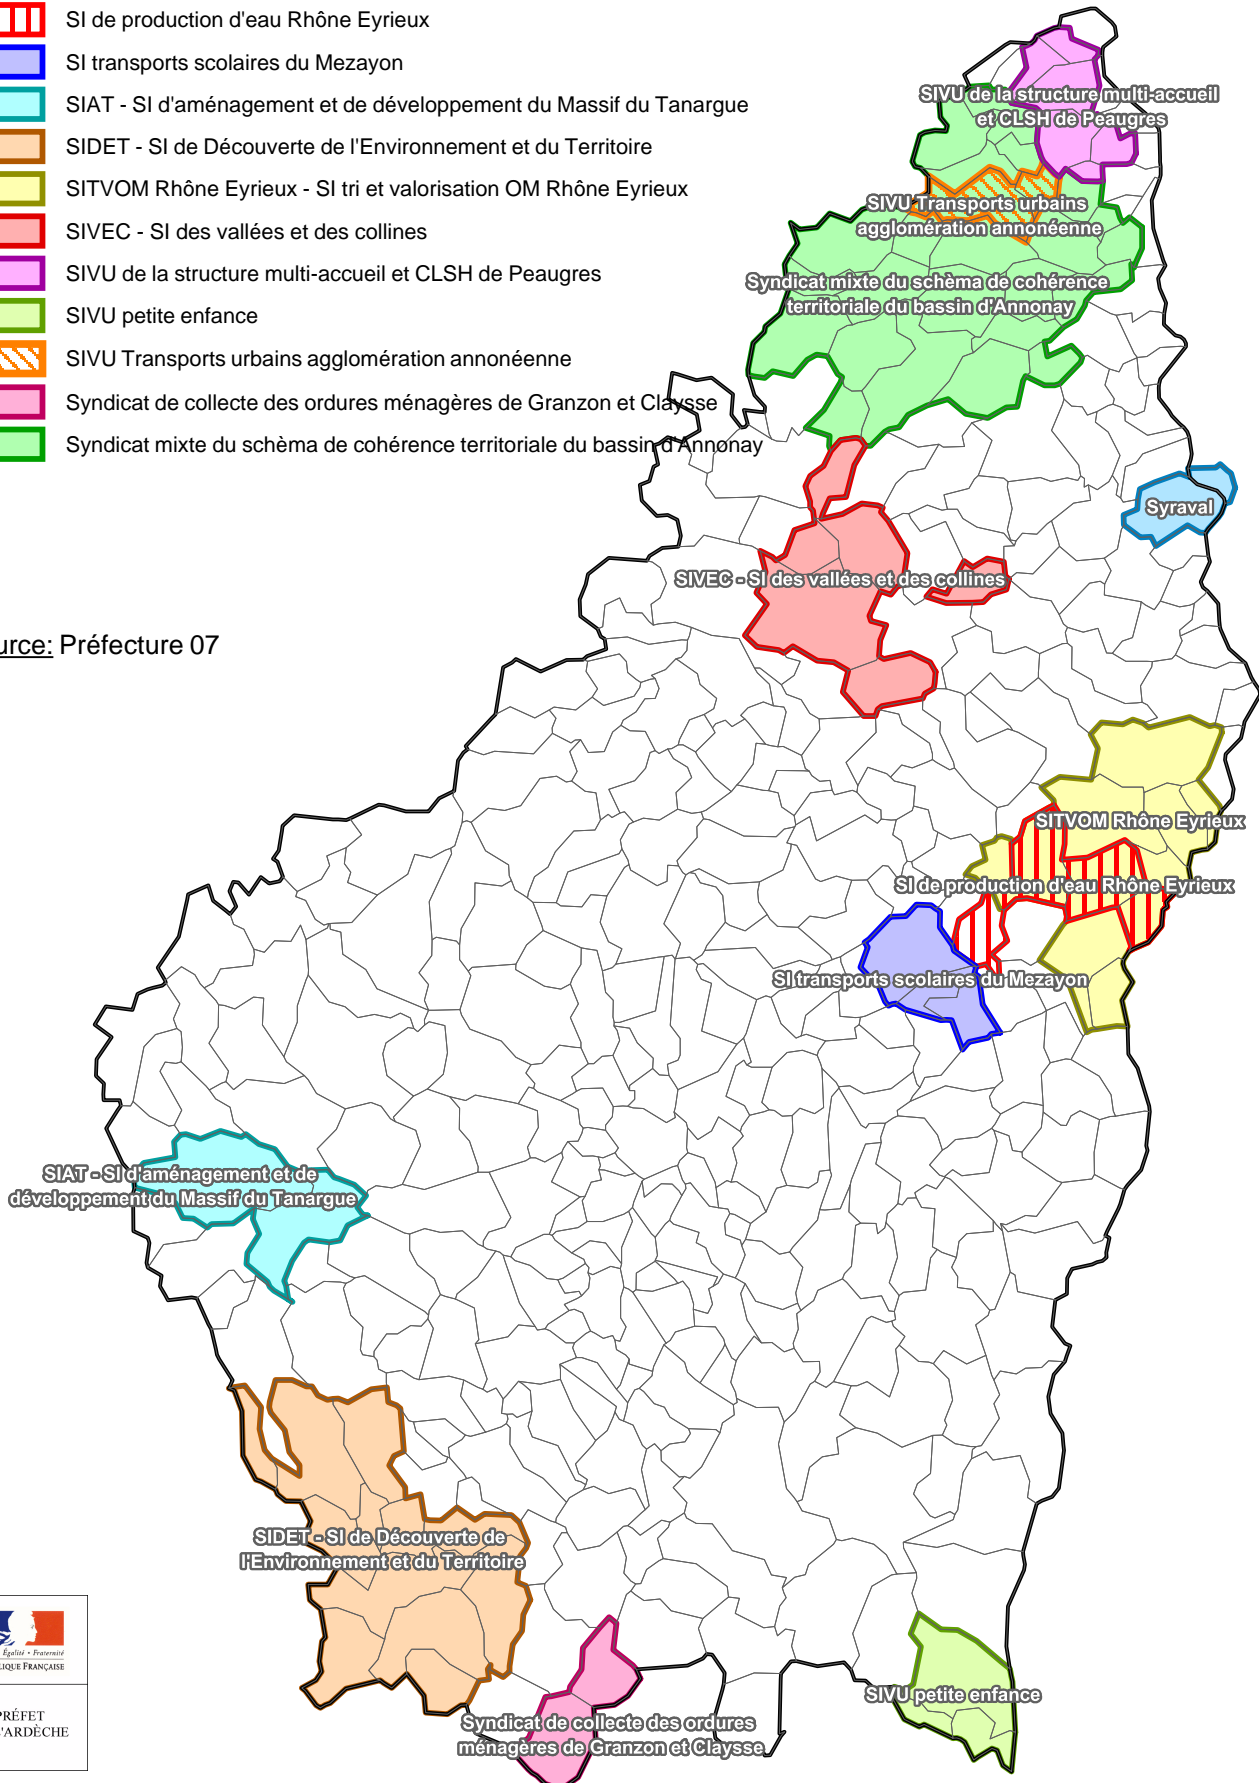 SI de production d'eau Rhône Eyrieux
SI transports scolaires du Mezayon
SIAT - SI d'aménagement et de développement du Massif du Tanargue
SIDET - SI de Découverte de l'Environnement et du Territoire
SITVOM Rhône Eyrieux - SI tri et valorisation OM Rhône Eyrieux
SIVEC - SI des vallées et des collines
SIVU de la structure multi-accueil et CLSH de Peaugres
SIVU petite enfance
SIVU Transports urbains agglomération annonéenne
Syndicat de collecte des ordures ménagères de Granzon et Claysse
Syndicat mixte du schèma de cohérence territoriale du bassin d'Annonay
urce: Préfecture 07
SIVU de la structure multi-accueil
et CLSH de Peaugres
SIVU Transports urbains
agglomération annonéenne
Syndicat mixte du schèma de cohérence
territoriale du bassin d'Annonay
Syraval
SIVEC - SI des vallées et des collines
SITVOM Rhône Eyrieux
SI de production d'eau Rhône Eyrieux
SI transports scolaires du Mezayon
SIAT - SI d'aménagement et de
développement du Massif du Tanargue
SIDET - SI de Découverte de
l'Environnement et du Territoire
SIVU petite enfance
Syndicat de collecte des ordures
ménagères de Granzon et Claysse
Égalité • Fraternité
LIQUE FRANÇAISE
PRÉFET
'ARDÈCHE